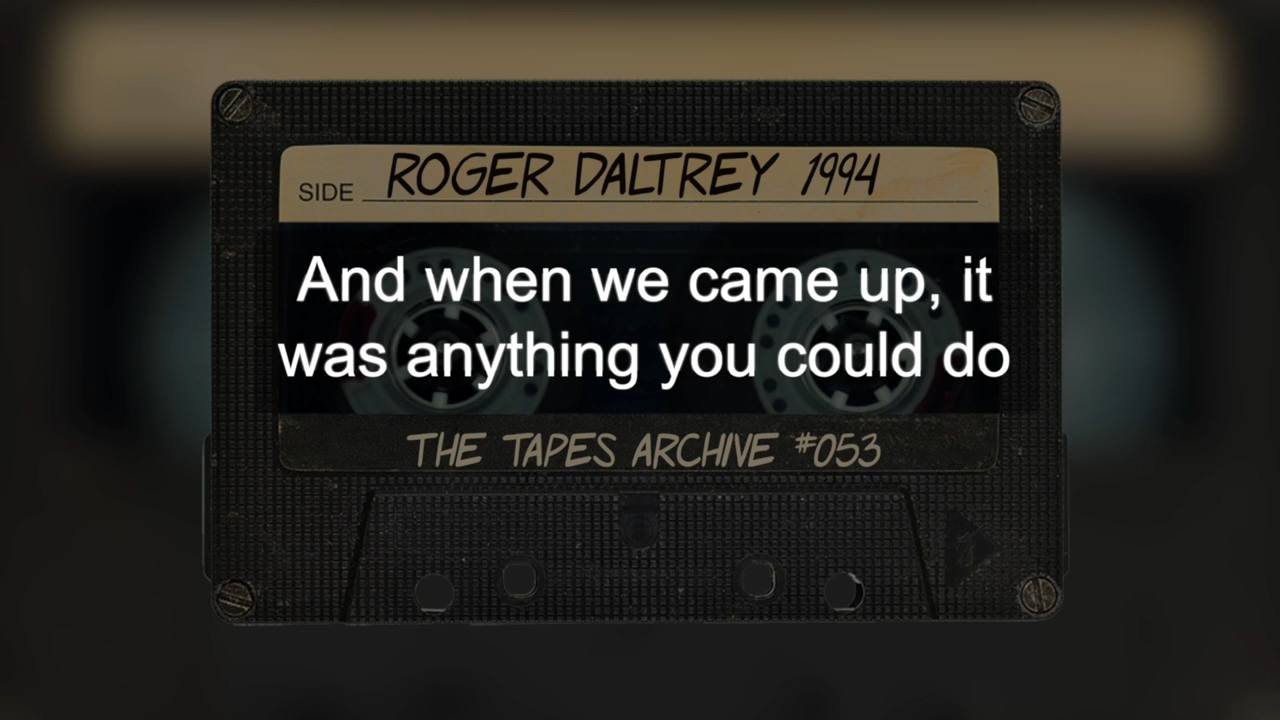 ROGER DALTREY 1994
SIDE
And when we came up, it
was anything you could do
THE TAPES ARCHIVE #053